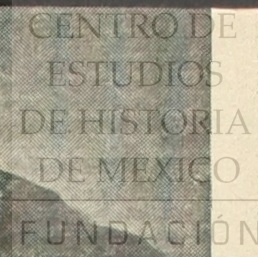 CENTRO DE
ESTUDIOS
DE HISTORIA
DE MEXICO
FUNDACIÓN